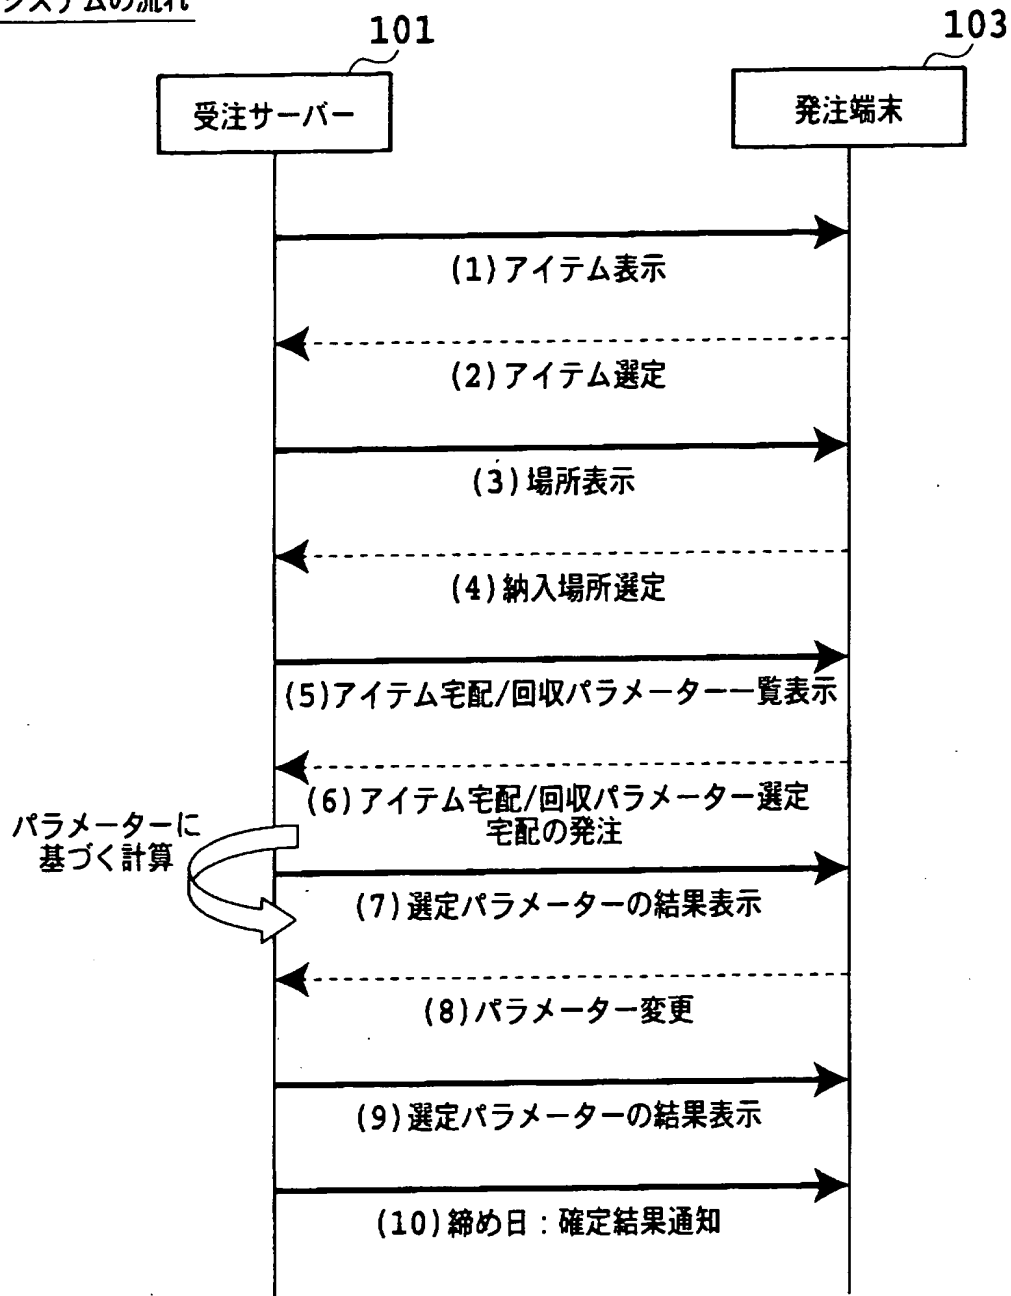 システムの流れ
101
103
受注サーバー
発注端末
(1)アイテム表示
(2)アイテム選定
(3)場所表示
(4)納入場所選定
(5)アイテム宅配/回収パラメーター一覧表示
(6)アイテム宅配/回収パラメーター選定
宅配の発注
パラメーターに
基づく計算
(7)選定パラメーターの結果表示
(8)パラメーター変更
(9)選定パラメーターの結果表示
(10)締め日:確定結果通知